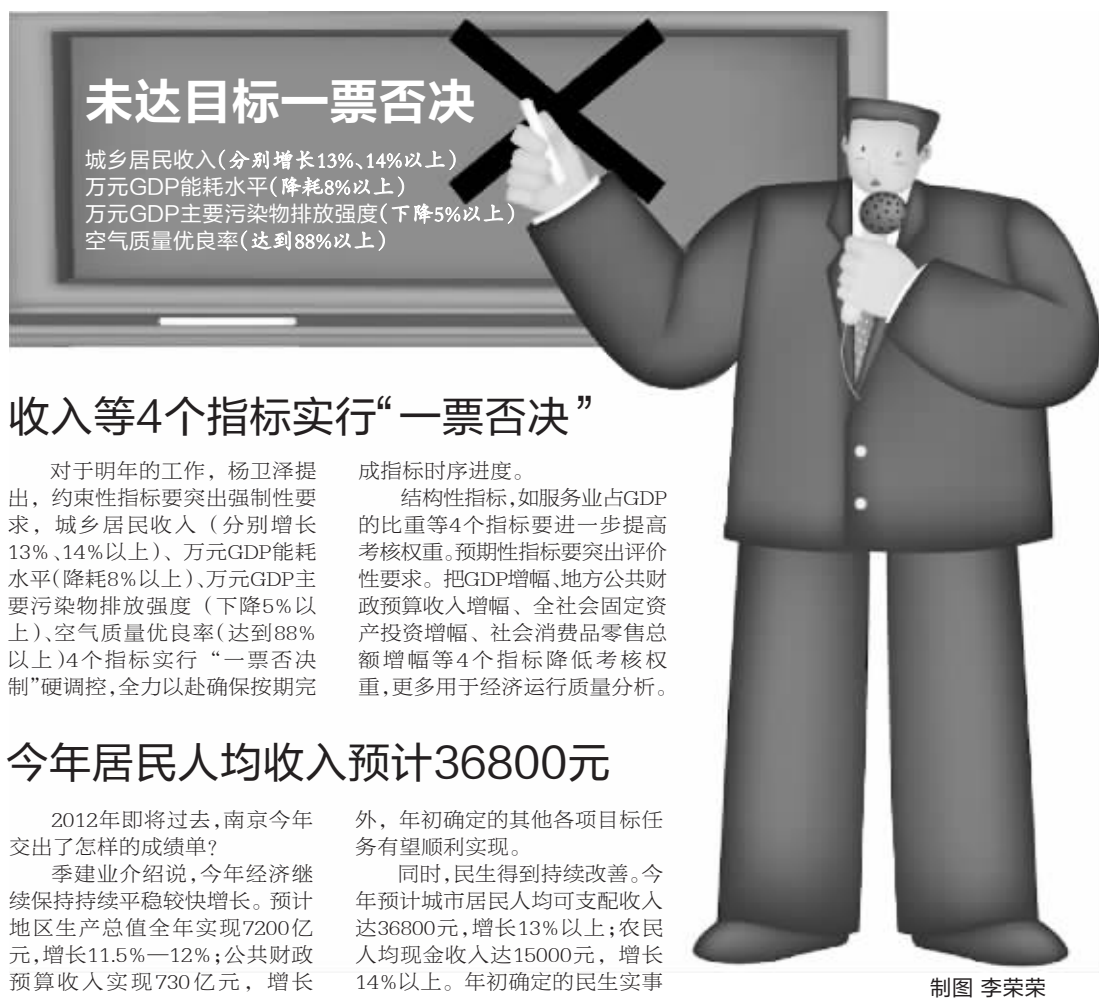 未达目标一票否决
城乡居民收入(分别增长13%、14%以上)
万元GDP能耗水平(降耗8%以上)
万元GDP主要污染物排放强度(下降5%以上)
空气质量优良率(达到88%以上)
收入等4个指标实行“一票否决”
对于明年的工作，杨卫泽提
出，约束性指标要突出强制性要
求，城乡居民收入（分别增长
13%、14%以上）、万元GDP能耗
水平(降耗8%以上)、万元GDP主
要污染物排放强度（下降5%以
上)、空气质量优良率(达到88%
以上)4个指标实行“一票否决
制”硬调控,全力以赴确保按期完
成指标时序进度。
结构性指标,如服务业占GDP
的比重等4个指标要进一步提高
考核权重。预期性指标要突出评价
性要求。把GDP增幅、地方公共财
政预算收入增幅、全社会固定资
产投资增幅、社会消费品零售总
额增幅等4个指标降低考核权
重,更多用于经济运行质量分析。
今年居民人均收入预计36800元
2012年即将过去,南京今年
交出了怎样的成绩单?
季建业介绍说,今年经济继
续保持持续平稳较快增长。预计
地区生产总值全年实现7200亿
元,增长11.5%—12%;公共财政
预算收入实现730亿元，增长
外，年初确定的其他各项目标任
务有望顺利实现。
同时,民生得到持续改善。今
年预计城市居民人均可支配收入
达36800元,增长13%以上;农民
人均现金收入达15000元，增长
14%以上。年初确定的民生实事
制图 李荣荣